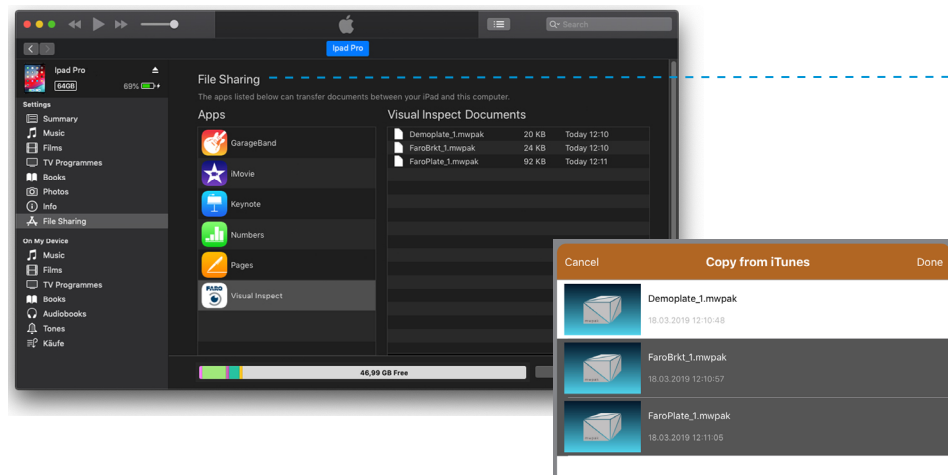 Search
Ipad Pro
Ipad Pro
64GB
69%
Settings
Summary
Music
Films
TV Programmes
Books
Photos
Info
File Sharing
On My Device
Music
Films
TV Programmes
Books
Audiobooks
Tones
Käufe
File Sharing
The apps listed below can transfer documents between your iPad and this computer.
Apps
GarageBand
iMovie
Keynote
Numbers
Pages
FARO
Visual Inspect
Visual Inspect Documents
Demoplate_1.mwpak 20 KB Today 12:10
FaroBrkt_1.mwpak 24 KB Today 12:10
FaroPlate_1.mwpak 92 KB Today 12:11
46,99 GB Free
Cancel
Copy from iTunes
Done
Demoplate_1.mwpak
18.03.2019 12:10:48
FaroBrkt_1.mwpak
18.03.2019 12:10:57
FaroPlate_1.mwpak
18.03.2019 12:11:06